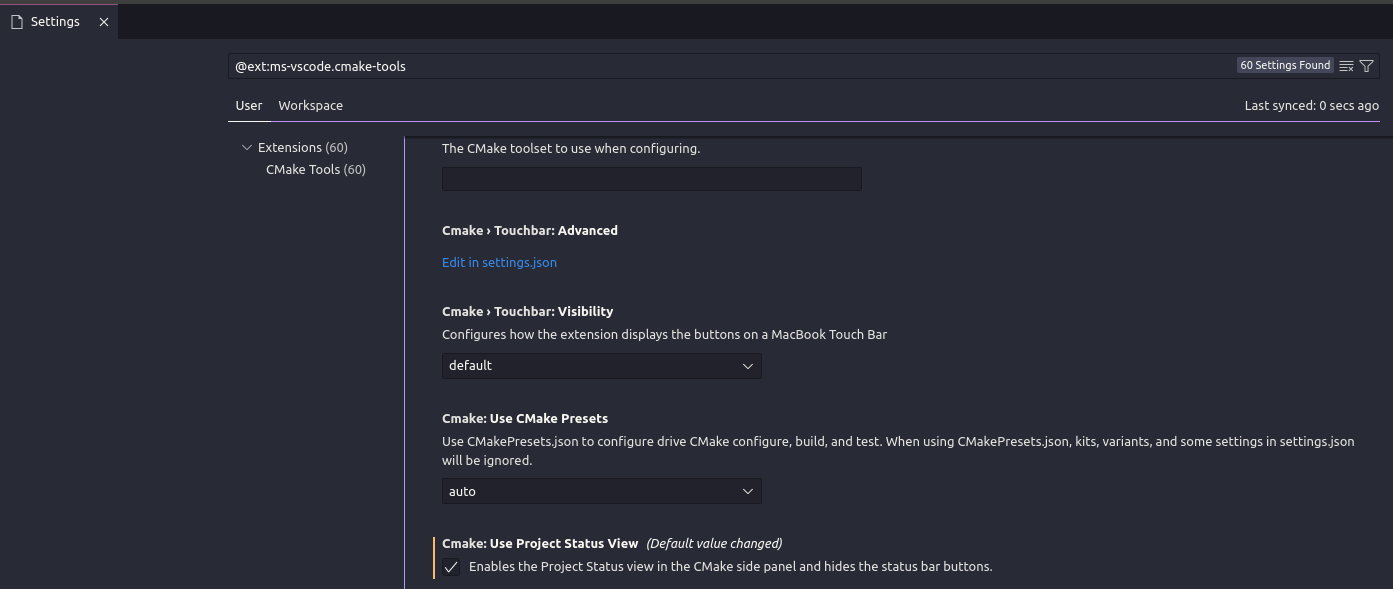 Settings
@ext:ms-vscode.cmake-tools
60 Settings Found
User Workspace
Last synced: 0 secs ago
Extensions (60)
CMake Tools (60)
The CMake toolset to use when configuring.
Cmake › Touchbar: Advanced
Edit in settings.json
Cmake › Touchbar: Visibility
Configures how the extension displays the buttons on a MacBook Touch Bar
default
Cmake: Use CMake Presets
Use CMakePresets.json to configure drive CMake configure, build, and test. When using CMakePresets.json, kits, variants, and some settings in settings.json
will be ignored.
auto
Cmake: Use Project Status View (Default value changed)
Enables the Project Status view in the CMake side panel and hides the status bar buttons.